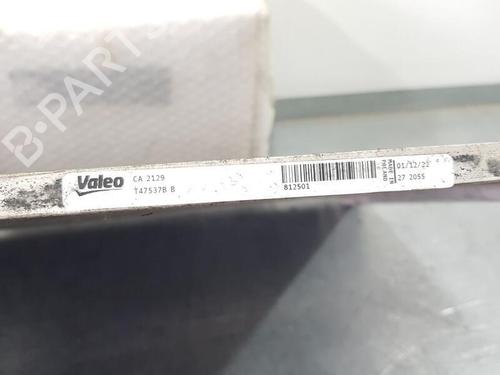 Valeo
CA 2129
T47537B B
812501
MADE IN
POLAND
01/12/22
27 2055
B-PARTS